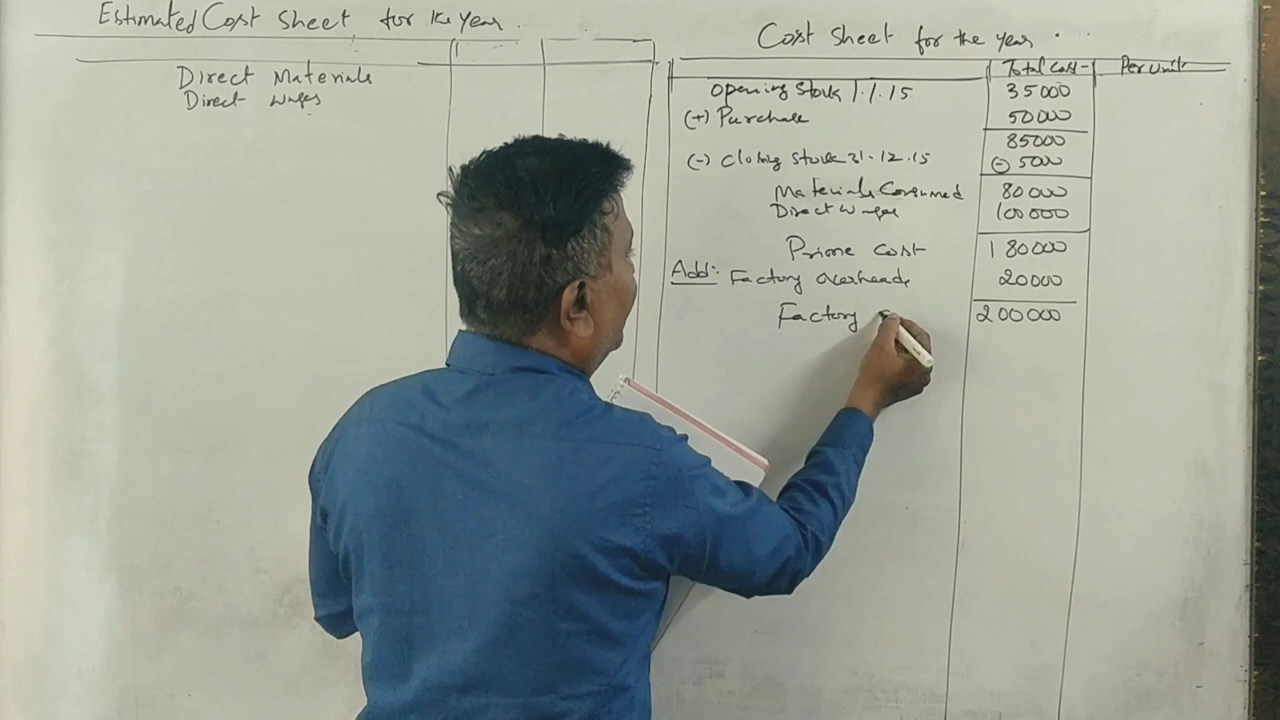 Estimated Cost Sheet for the Year.
Direct Materials
Direct wages
Cost Sheet for the Year.
Total Cost Per Unit
Opening Stock 1.1.15 35000
(+) Purchase 50000
85000
(-) Closing Stock 31.12.15 (-) 5000
Materials Consumed 80000
Direct Wages 100000
Prime Cost 180000
Add:- Factory overheads 20000
Factory 200000